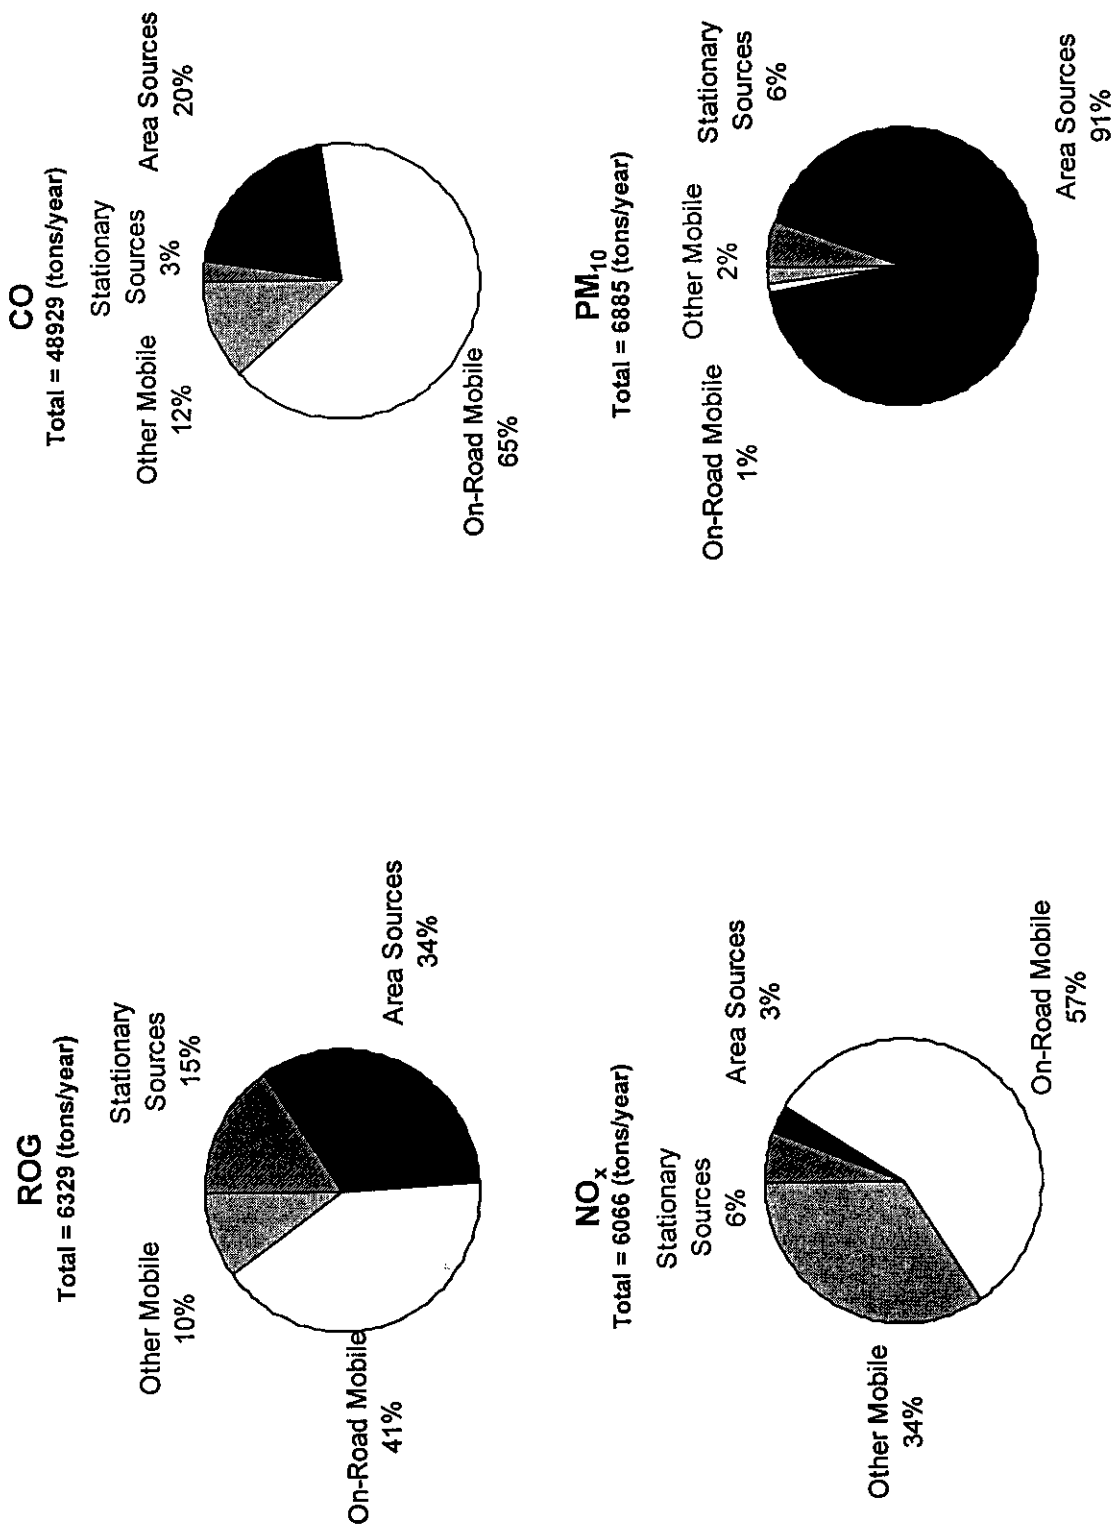 ROG
Total = 6329 (tons/year)
Other Mobile
10%
Stationary
Sources
15%
Area Sources
34%
On-Road Mobile
41%
CO
Total = 48929 (tons/year)
Other Mobile
12%
Stationary
Sources
3%
Area Sources
20%
On-Road Mobile
65%
NOx
Total = 6066 (tons/year)
Stationary
Sources
6%
Area Sources
3%
Other Mobile
34%
On-Road Mobile
57%
PM10
Total = 6885 (tons/year)
On-Road Mobile
1%
Other Mobile
2%
Stationary
Sources
6%
Area Sources
91%